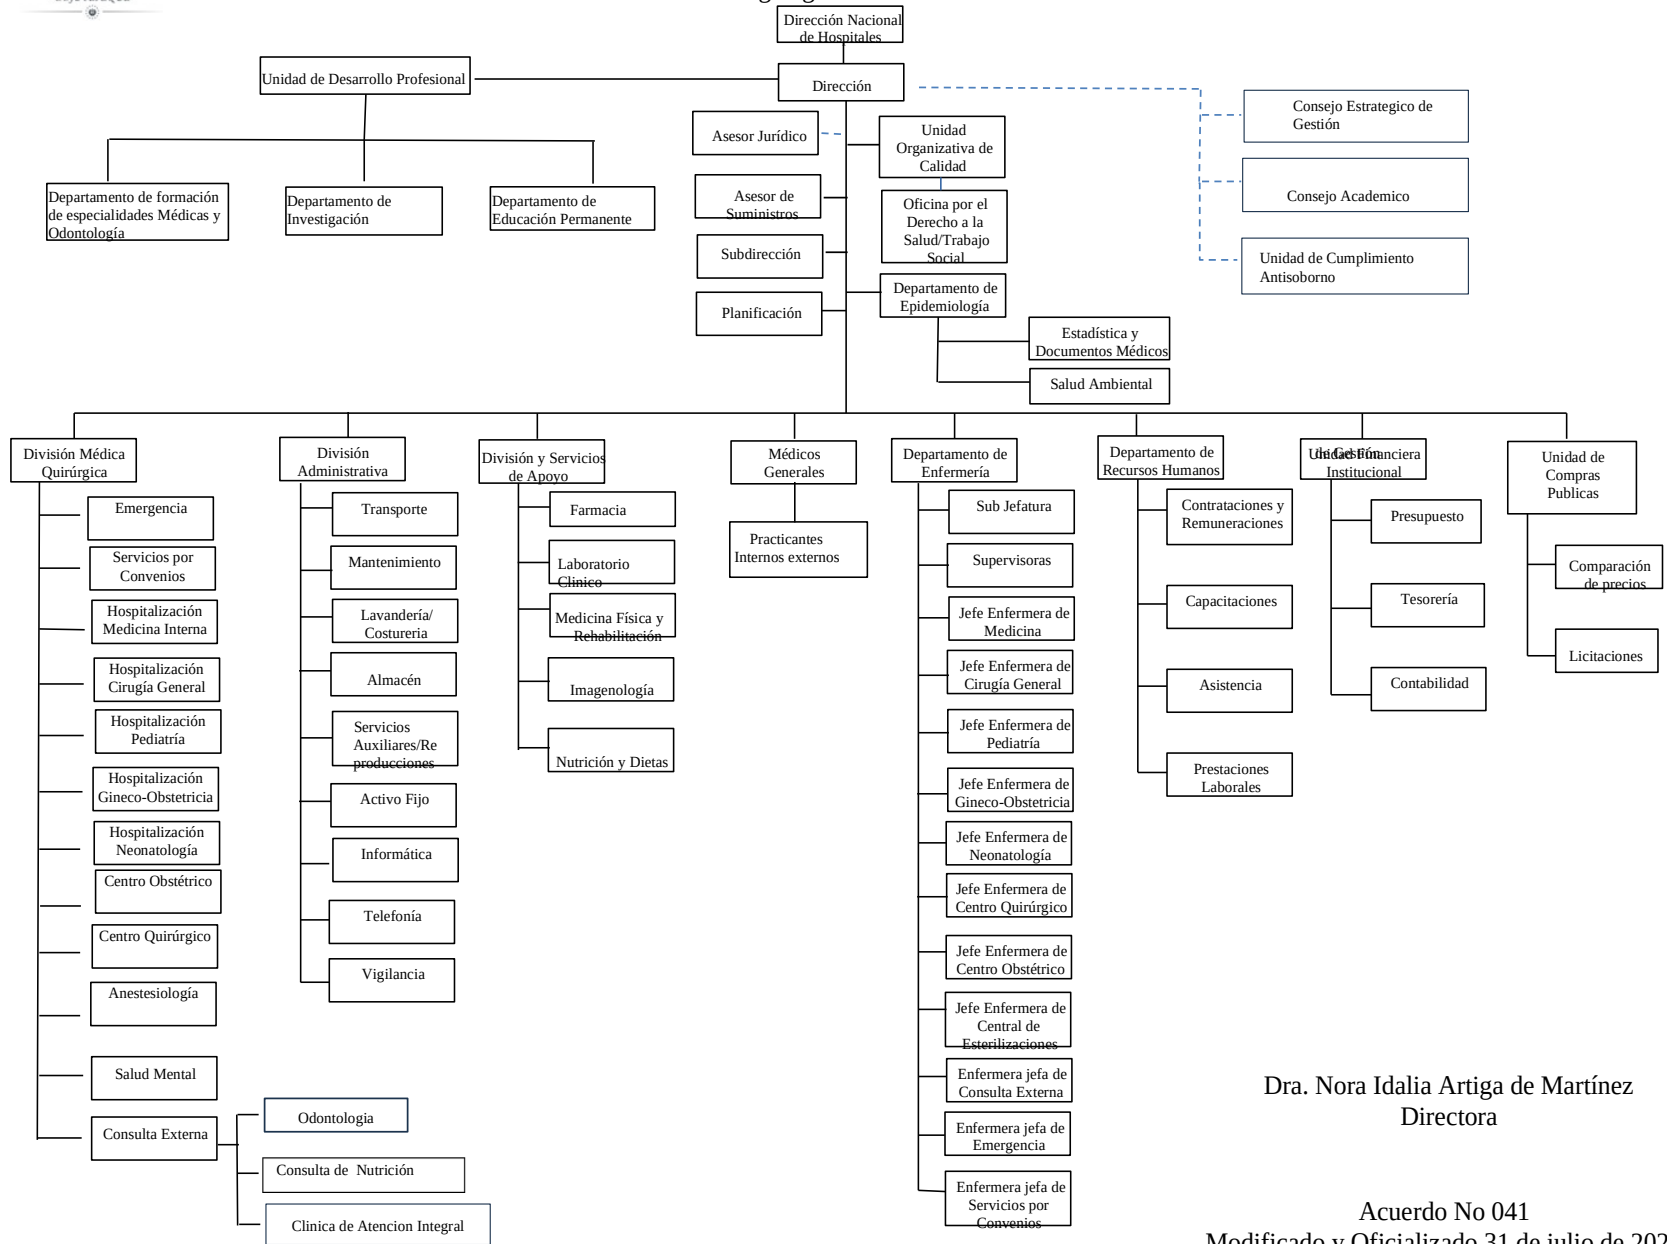 Dirección Nacional
de Hospitales
Unidad de Desarrollo Profesional
Dirección
Consejo Estrategico de
Gestión
Asesor Jurídico
Unidad
Organizativa de
Calidad
Departamento de formación
de especialidades Médicas y
Odontología
Departamento de
Investigación
Departamento de
Educación Permanente
Asesor de
Suministros
Oficina por el
Derecho a la
Salud/Trabajo
Social
Consejo Academico
Subdirección
Unidad de Cumplimiento
Antisoborno
Planificación
Departamento de
Epidemiología
Estadística y
Documentos Médicos
Salud Ambiental
División Médica
Quirúrgica
Emergencia
Servicios por
Convenios
Hospitalización
Medicina Interna
Hospitalización
Cirugía General
Hospitalización
Pediatría
Hospitalización
Gineco-Obstetricia
Hospitalización
Neonatología
Centro Obstétrico
Centro Quirúrgico
Anestesiología
Salud Mental
Consulta Externa
Odontologia
Consulta de  Nutrición
Clinica de Atencion Integral
División
Administrativa
Transporte
Mantenimiento
Lavandería/
Costureria
Almacén
Servicios
Auxiliares/Re
producciones
Activo Fijo
Informática
Telefonía
Vigilancia
División y Servicios
de Apoyo
Farmacia
Laboratorio
Clinico
Medicina Física y
Rehabilitación
Imagenología
Nutrición y Dietas
Médicos
Generales
Practicantes
Internos externos
Departamento de
Enfermería
Sub Jefatura
Supervisoras
Jefe Enfermera de
Medicina
Jefe Enfermera de
Cirugía General
Jefe Enfermera de
Pediatría
Jefe Enfermera de
Gineco-Obstetricia
Jefe Enfermera de
Neonatología
Jefe Enfermera de
Centro Quirúrgico
Jefe Enfermera de
Centro Obstétrico
Jefe Enfermera de
Central de
Esterilizaciones
Enfermera jefa de
Consulta Externa
Enfermera jefa de
Emergencia
Enfermera jefa de
Servicios por
Convenios
Departamento de
Recursos Humanos
Contrataciones y
Remuneraciones
Capacitaciones
Asistencia
Prestaciones
Laborales
Unidad Financiera
Institucional
Presupuesto
Tesorería
Contabilidad
Unidad de
Compras
Publicas
Comparación
de precios
Licitaciones
Dra. Nora Idalia Artiga de Martínez
Directora
Acuerdo No 041
Modificado y Oficializado 31 de julio de 202